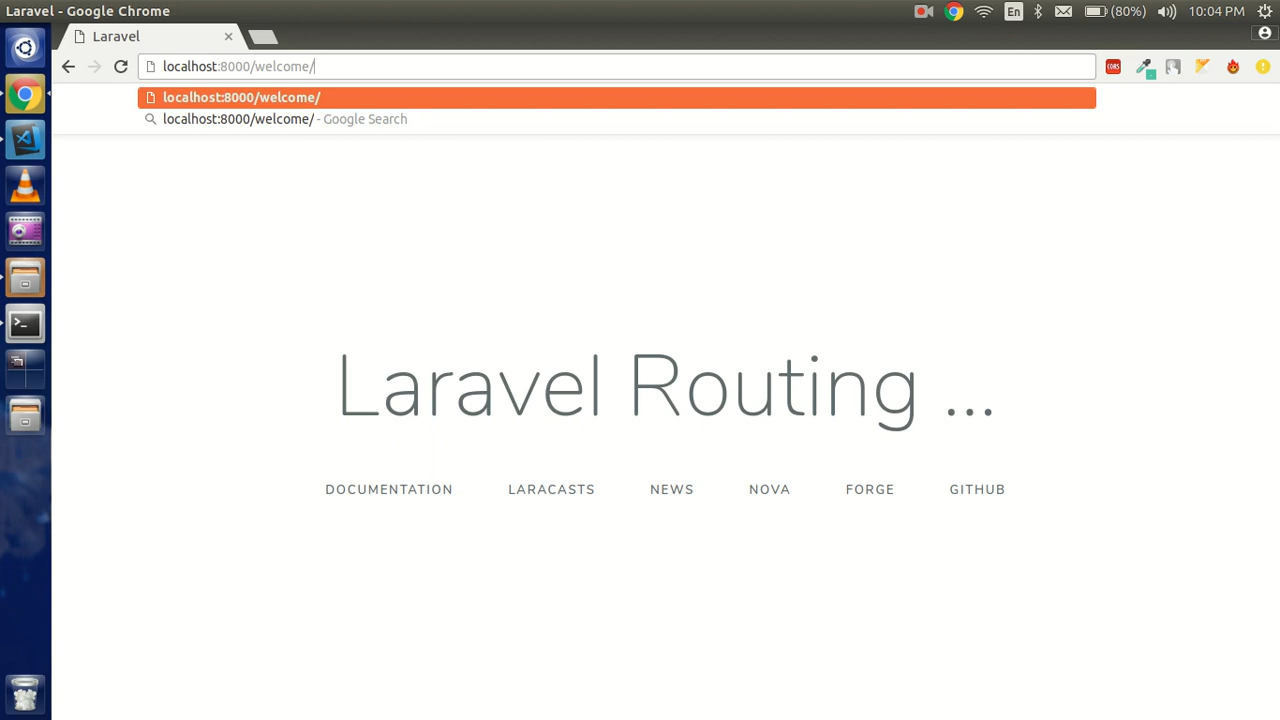 Laravel - Google Chrome
En
(80%)
10:04 PM
Laravel
localhost:8000/welcome/
CORS
localhost:8000/welcome/
localhost:8000/welcome/ - Google Search
Laravel Routing ...
DOCUMENTATION LARACASTS NEWS NOVA FORGE GITHUB